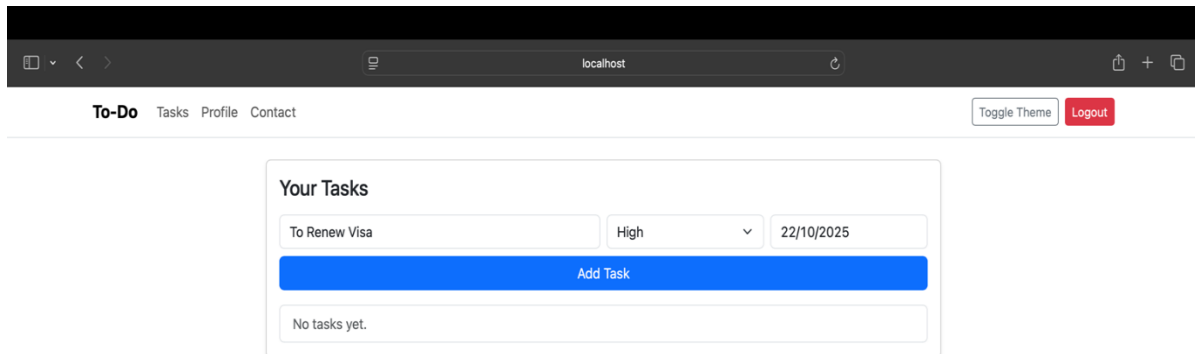 localhost
To-Do Tasks Profile Contact Toggle Theme Logout
Your Tasks
To Renew Visa High 22/10/2025
Add Task
No tasks yet.